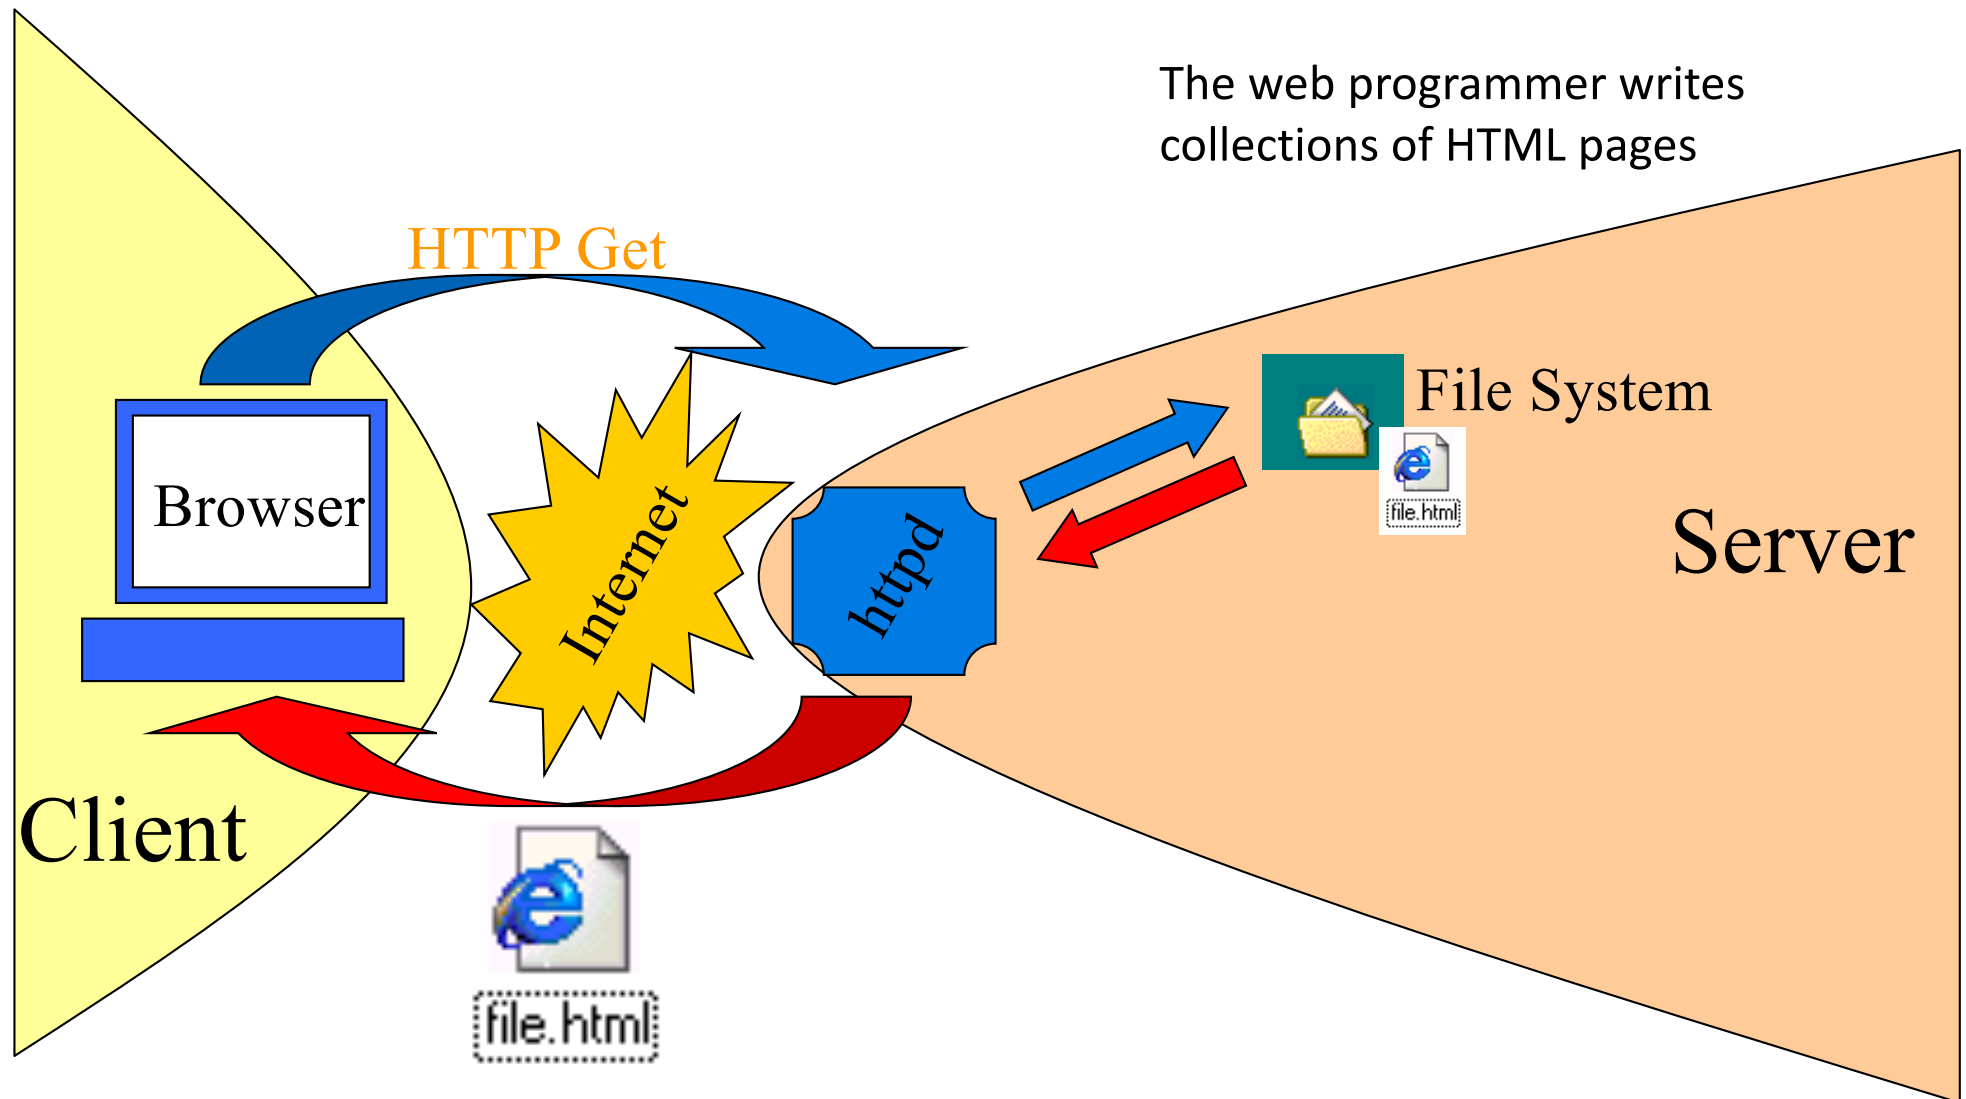 The web programmer writes
collections of HTML pages
HTTP Get
File System
file.html
Browser
Internet
httpd
Server
Client
file.html